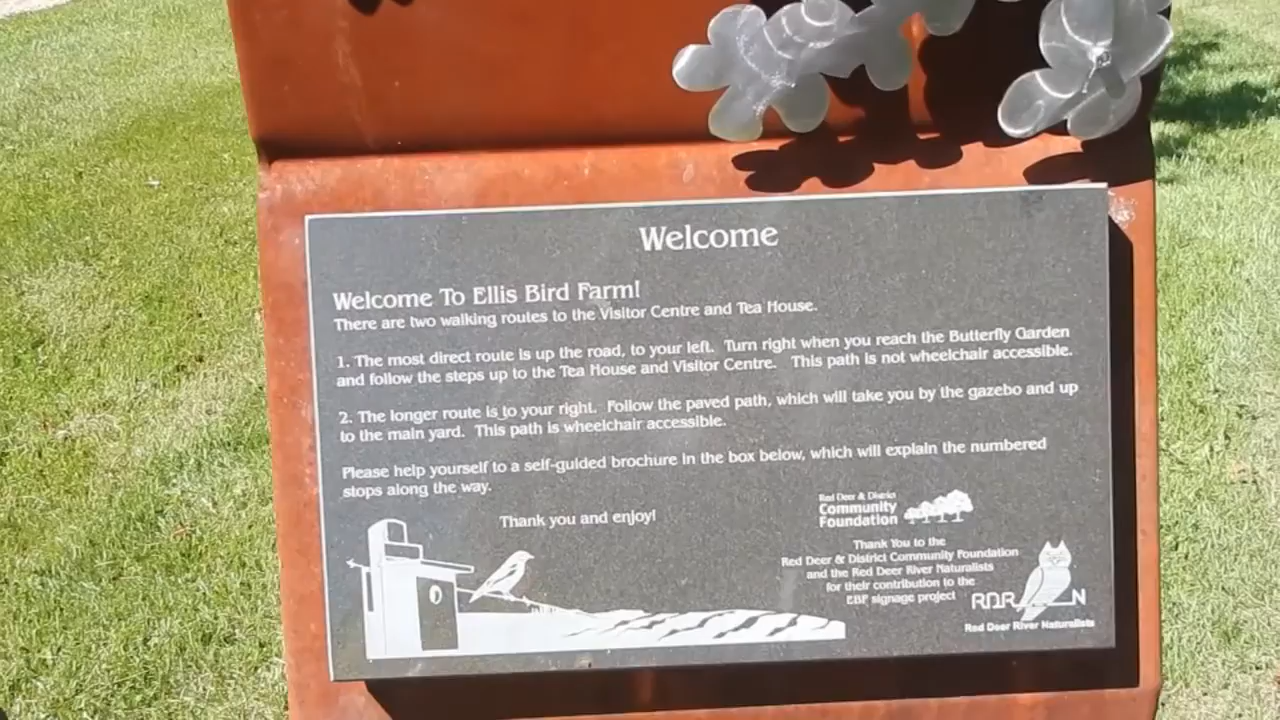 Welcome
Welcome To Ellis Bird Farm!
There are two walking routes to the Visitor Centre and Tea House.
1. The most direct route is up the road, to your left. Turn right when you reach the Butterfly Garden
and follow the steps up to the Tea House and Visitor Centre. This path is not wheelchair accessible.
2. The longer route is to your right. Follow the paved path, which will take you by the gazebo and up
to the main yard. This path is wheelchair accessible.
Please help yourself to a self-guided brochure in the box below, which will explain the numbered
stops along the way.
Thank you and enjoy!
Red Deer & District
Community
Foundation
Thank You to the
Red Deer & District Community Foundation
and the Red Deer River Naturalists
for their contribution to the
EBF signage project
RDR N
Red Deer River Naturalists